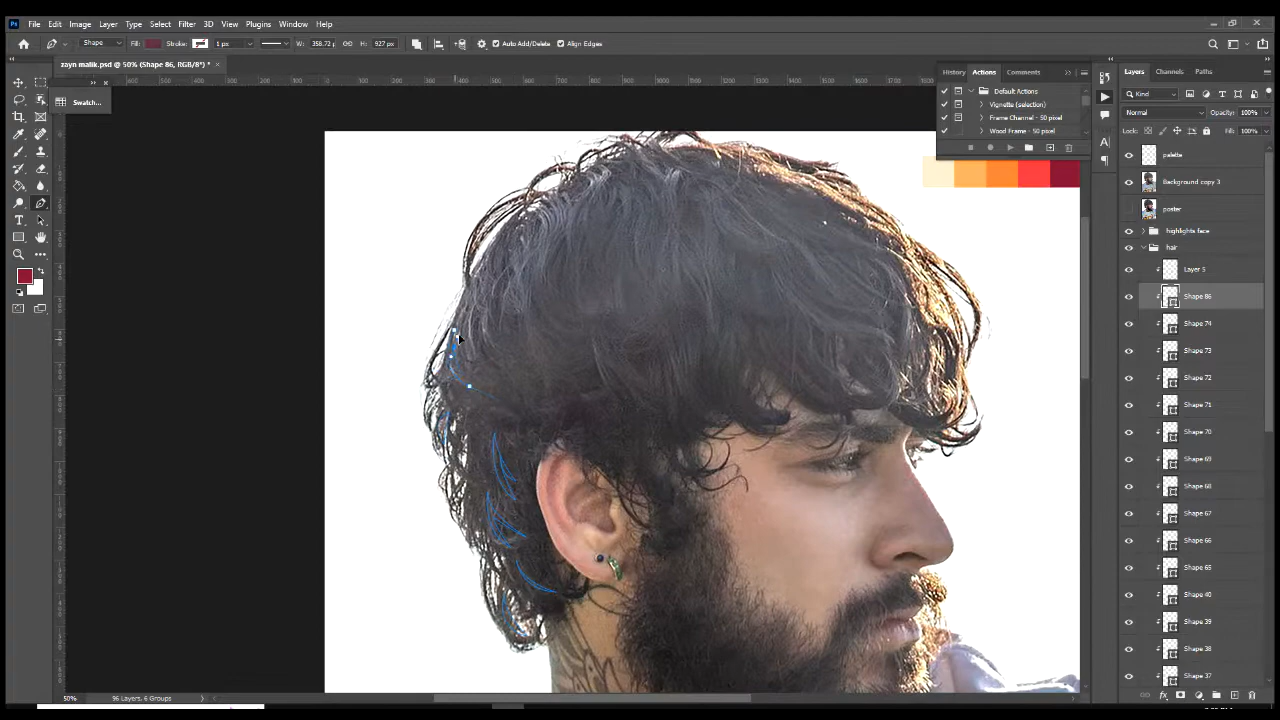 Ps File Edit Image Layer Type Select Filter 3D View Plugins Window Help
Shape Fill: Stroke: 1 px W: 358.72 p H: 927 px Auto Add/Delete Align Edges
zayn malik.psd @ 50% (Shape 86, RGB/8*) * ×
Swatch...
History Actions Comments
Default Actions
Vignette (selection)
Frame Channel - 50 pixel
Wood Frame - 50 pixel
Layers Channels Paths
Kind
Normal Opacity: 100%
Lock: Fill: 100%
palette
Background copy 3
poster
highlights face
hair
Layer 5
Shape 86
Shape 74
Shape 73
Shape 72
Shape 71
Shape 70
Shape 69
Shape 68
Shape 67
Shape 66
Shape 65
Shape 40
Shape 39
Shape 38
Shape 37
50% 96 Layers, 6 Groups